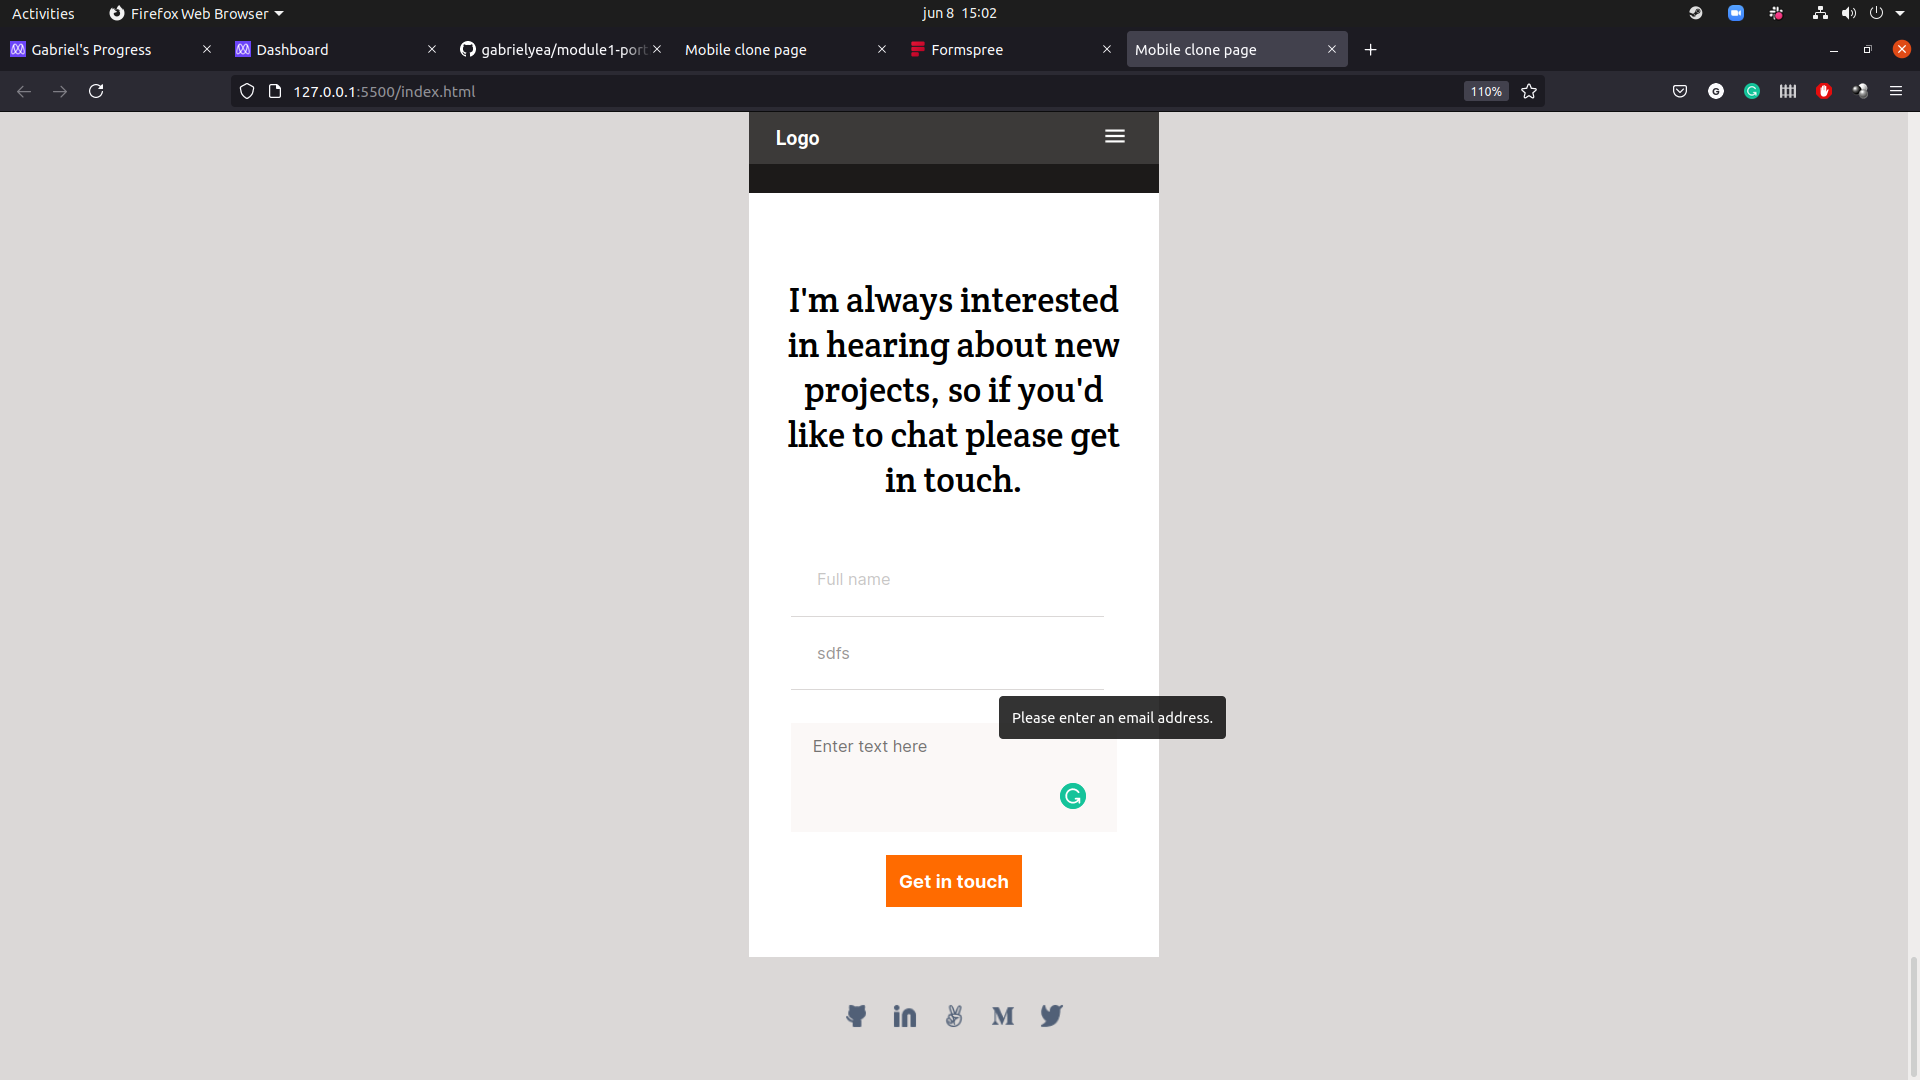 Activities
Firefox Web Browser
jun 8 15:02
Gabriel's Progress
Dashboard
gabrielyea/module1-port
Mobile clone page
Formspree
Mobile clone page
127.0.0.1:5500/index.html
110%
Logo
I'm always interested
in hearing about new
projects, so if you'd
like to chat please get
in touch.
Full name
sdfs
Please enter an email address.
Enter text here
Get in touch